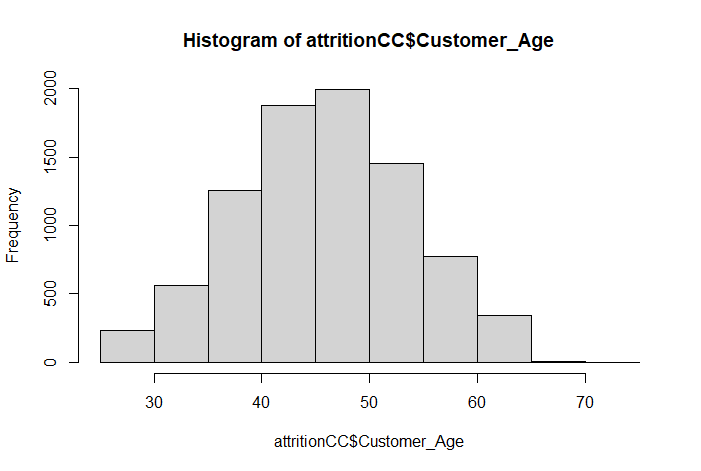 Histogram of attritionCC$Customer_Age
Frequency
2000
1500
1000
500
0
30 40 50 60 70
attritionCC$Customer_Age